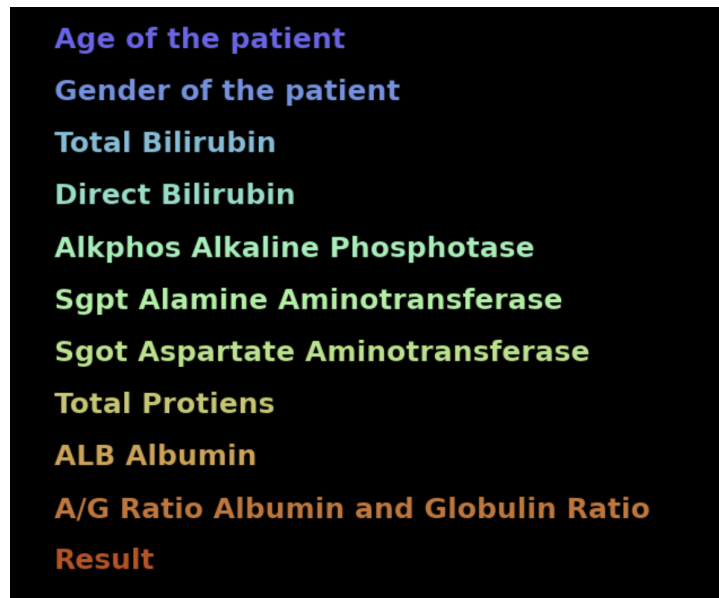 Age of the patient
Gender of the patient
Total Bilirubin
Direct Bilirubin
Alkphos Alkaline Phosphotase
Sgpt Alamine Aminotransferase
Sgot Aspartate Aminotransferase
Total Protiens
ALB Albumin
A/G Ratio Albumin and Globulin Ratio
Result